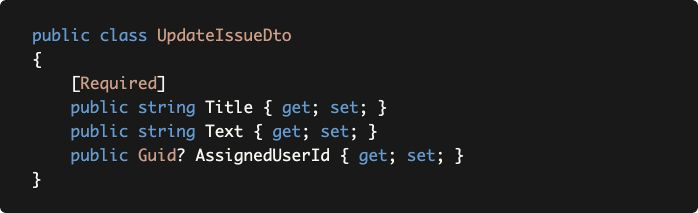 public class UpdateIssueDto
{
    [Required]
    public string Title { get; set; }
    public string Text { get; set; }
    public Guid? AssignedUserId { get; set; }
}